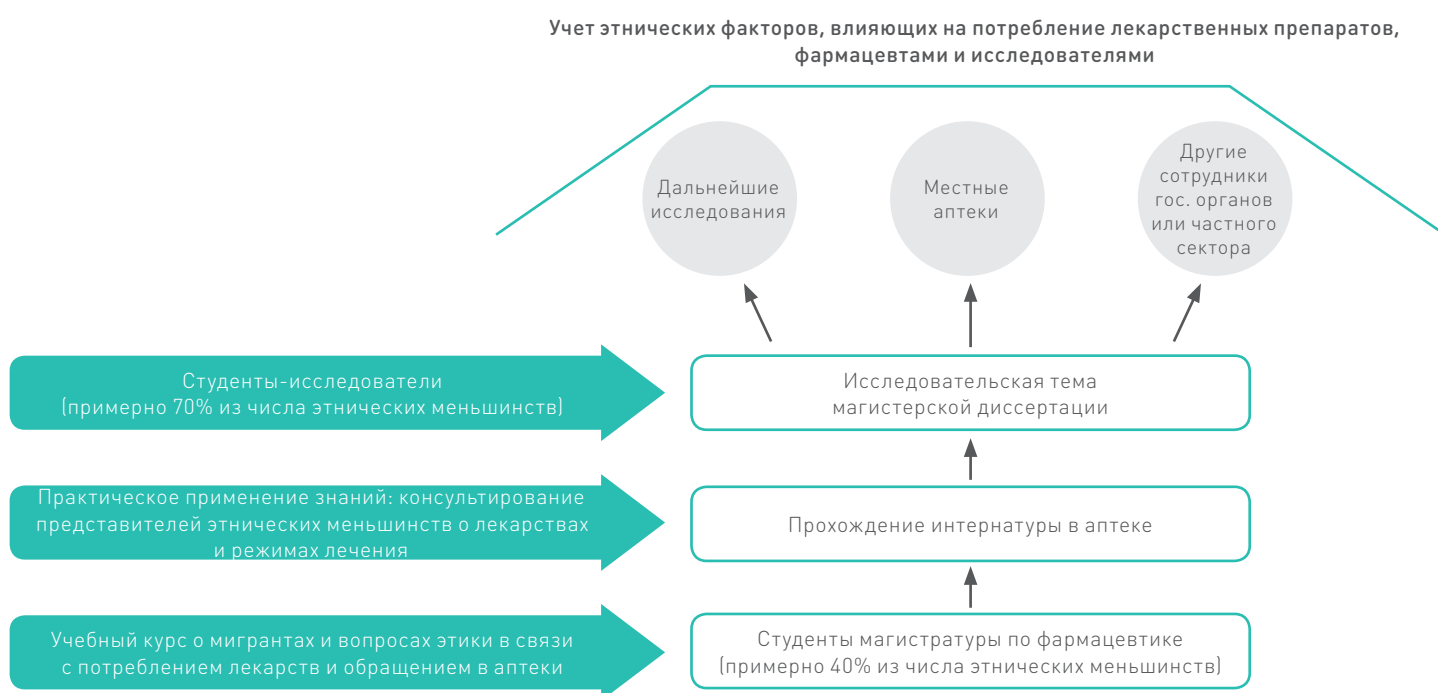 Учет этнических факторов, влияющих на потребление лекарственных препаратов,
фармацевтами и исследователями
Дальнейшие
исследования
Местные
аптеки
Другие
сотрудники
гос. органов
или частного
сектора
Студенты-исследователи
(примерно 70% из числа этнических меньшинств)
Исследовательская тема
магистерской диссертации
Практическое применение знаний: консультирование
представителей этнических меньшинств о лекарствах
и режимах лечения
Прохождение интернатуры в аптеке
Учебный курс о мигрантах и вопросах этики в связи
с потреблением лекарств и обращением в аптеки
Студенты магистратуры по фармацевтике
(примерно 40% из числа этнических меньшинств)